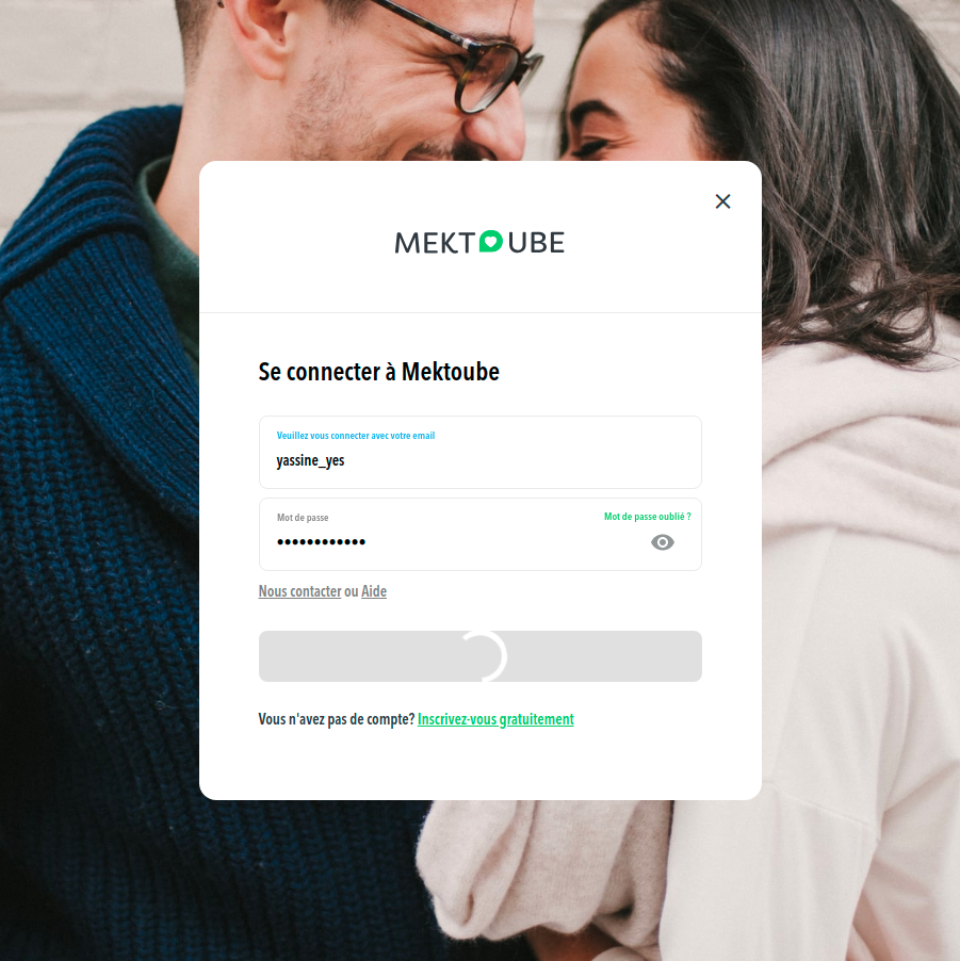 MEKTOUBE
Se connecter à Mektoube
Veuillez vous connecter avec votre email
yassine_yes
Mot de passe
Mot de passe oublié ?
••••••••••••
Nous contacter ou Aide
Vous n'avez pas de compte? Inscrivez-vous gratuitement